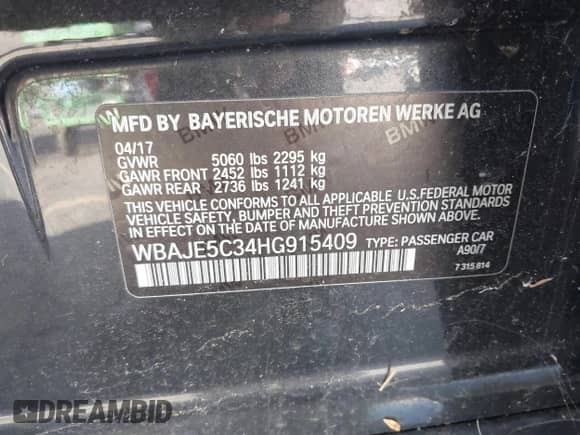 MFD BY BAYERISCHE MOTOREN WERKE AG
04/17
GVWR 5060 lbs 2295 kg
GAWR FRONT 2452 lbs 1112 kg
GAWR REAR 2736 lbs 1241 kg
THIS VEHICLE CONFORMS TO ALL APPLICABLE U.S.FEDERAL MOTOR
VEHICLE SAFETY, BUMPER AND THEFT PREVENTION STANDARDS
IN EFFECT ON THE DATE OF MANUFACTURE SHOWN ABOVE.
WBAJE5C34HG915409 TYPE: PASSENGER CAR
A90/7
7 315 814
DREAMBID